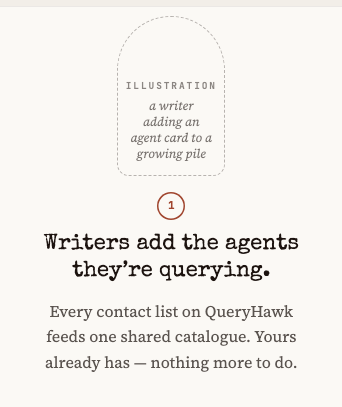 ILLUSTRATION
a writer
adding an
agent card to a
growing pile
1
Writers add the agents
they’re querying.
Every contact list on QueryHawk
feeds one shared catalogue. Yours
already has — nothing more to do.